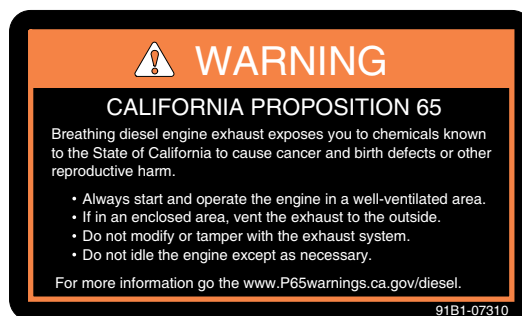 WARNING
CALIFORNIA PROPOSITION 65
Breathing diesel engine exhaust exposes you to chemicals known
to the State of California to cause cancer and birth defects or other
reproductive harm.
• Always start and operate the engine in a well-ventilated area.
• If in an enclosed area, vent the exhaust to the outside.
• Do not modify or tamper with the exhaust system.
• Do not idle the engine except as necessary.
For more information go the www.P65warnings.ca.gov/diesel.
91B1-07310